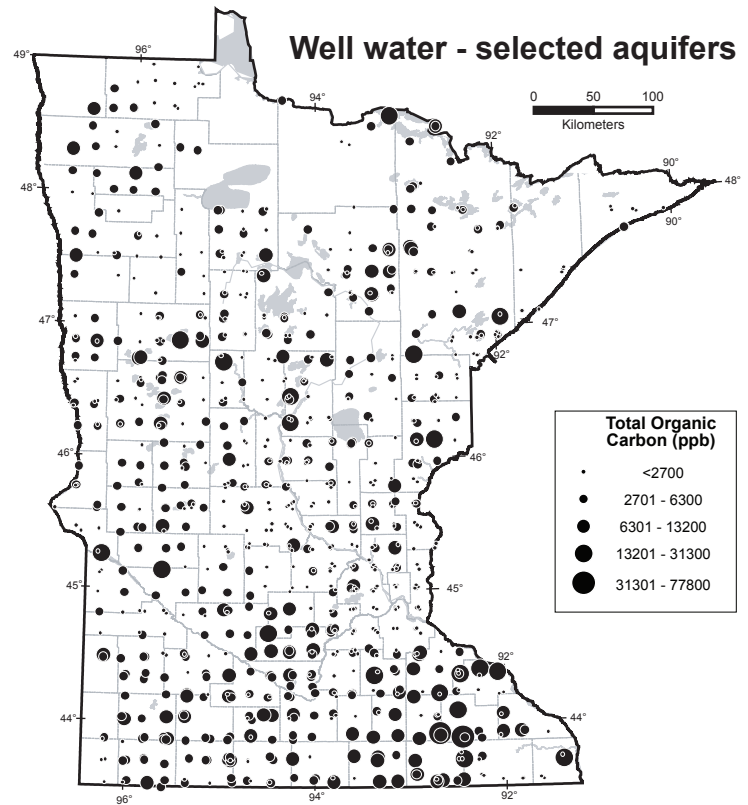 Well water - selected aquifers
49°
96°
94°
0 50 100
Kilometers
92°
90°
48°
48°
90°
47°
47°
92°
Total Organic
Carbon (ppb)
<2700
2701 - 6300
6301 - 13200
13201 - 31300
31301 - 77800
46°
46°
45°
45°
92°
44°
44°
96°
94°
92°